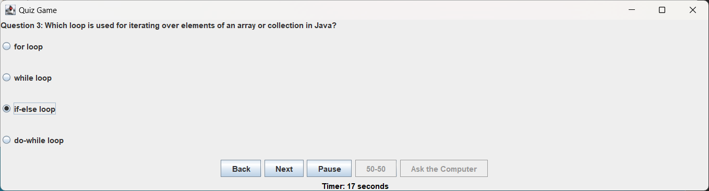 Quiz Game
Question 3: Which loop is used for iterating over elements of an array or collection in Java?
for loop
while loop
if-else loop
do-while loop
Back Next Pause 50-50 Ask the Computer
Timer: 17 seconds